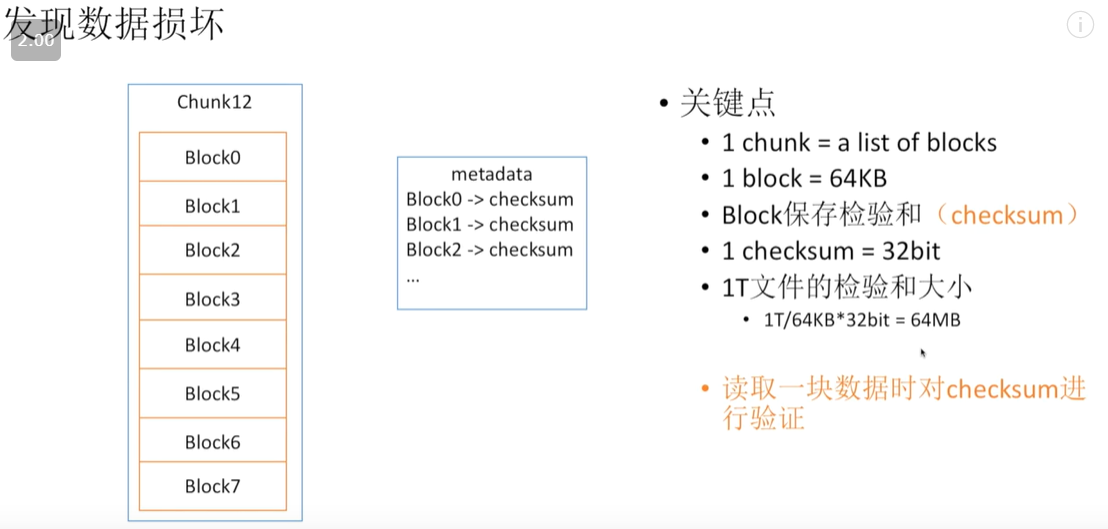 发现数据损坏
2.00
Chunk12
Block0
Block1
Block2
Block3
Block4
Block5
Block6
Block7
metadata
Block0 -> checksum
Block1 -> checksum
Block2 -> checksum
...
• 关键点
• 1 chunk = a list of blocks
• 1 block = 64KB
• Block保存检验和（checksum）
• 1 checksum = 32bit
• 1T文件的检验和大小
• 1T/64KB*32bit = 64MB
• 读取一块数据时对checksum进
行验证